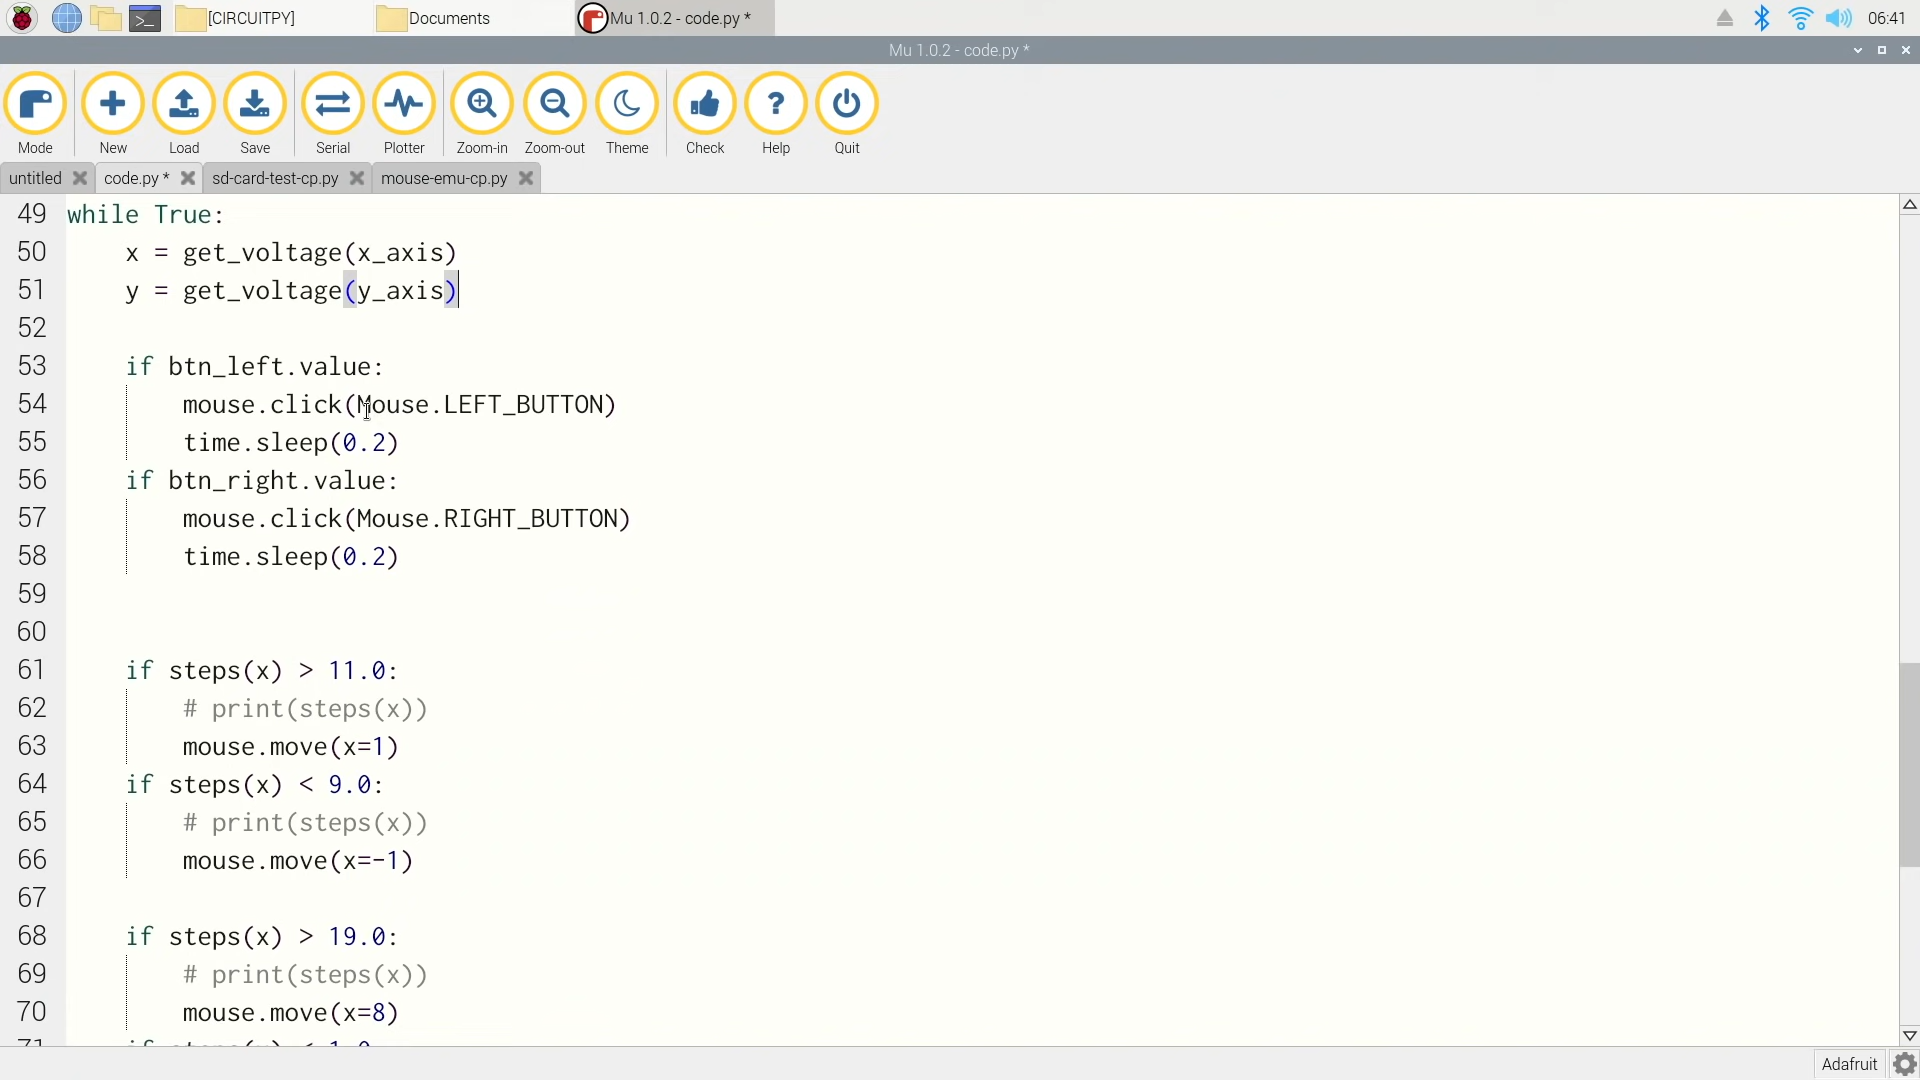 [CIRCUITPY]
Documents
Mu 1.0.2 - code.py *
06:41
Mu 1.0.2 - code.py *
Mode
New
Load
Save
Serial
Plotter
Zoom-in
Zoom-out
Theme
Check
Help
Quit
untitled
code.py *
sd-card-test-cp.py
mouse-emu-cp.py
49 while True:
50     x = get_voltage(x_axis)
51     y = get_voltage(y_axis)
52
53     if btn_left.value:
54         mouse.click(Mouse.LEFT_BUTTON)
55         time.sleep(0.2)
56     if btn_right.value:
57         mouse.click(Mouse.RIGHT_BUTTON)
58         time.sleep(0.2)
59
60
61     if steps(x) > 11.0:
62         # print(steps(x))
63         mouse.move(x=1)
64     if steps(x) < 9.0:
65         # print(steps(x))
66         mouse.move(x=-1)
67
68     if steps(x) > 19.0:
69         # print(steps(x))
70         mouse.move(x=8)
71     if steps(x) < 1.0
Adafruit